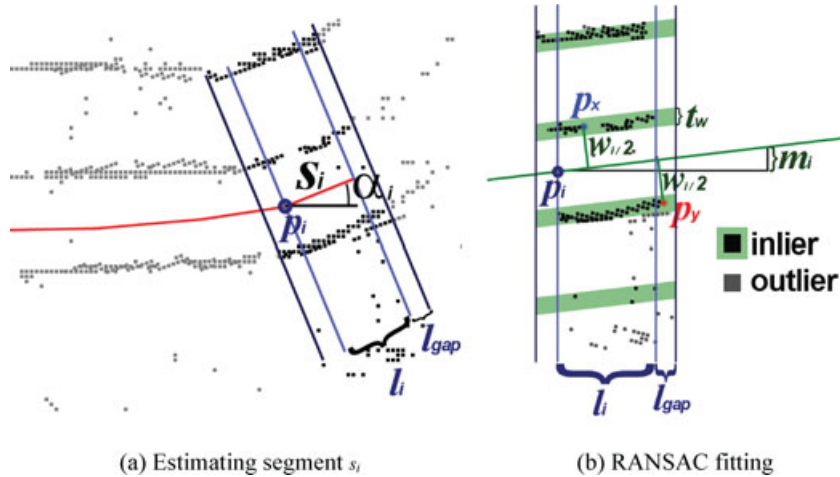 s_i
α_i
p_i
l_gap
l_i
p_x
t_w
w_i/2
m_i
p_i
w_i/2
p_y
inlier
outlier
l_i
l_gap
(a) Estimating segment s_i
(b) RANSAC fitting